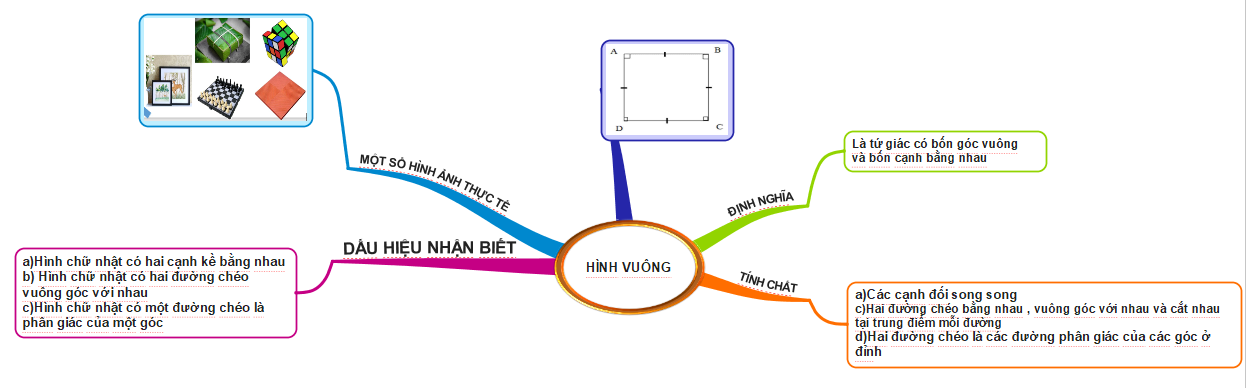 A B
D C
MỘT SỐ HÌNH ẢNH THỰC TẾ
ĐỊNH NGHĨA
Là tứ giác có bốn góc vuông
và bốn cạnh bằng nhau
DẤU HIỆU NHẬN BIẾT
a)Hình chữ nhật có hai cạnh kề bằng nhau
b) Hình chữ nhật có hai đường chéo
vuông góc với nhau
c)Hình chữ nhật có một đường chéo là
phân giác của một góc
HÌNH VUÔNG
TÍNH CHẤT
a)Các cạnh đối song song
c)Hai đường chéo bằng nhau , vuông góc với nhau và cắt nhau
tại trung điểm mỗi đường
d)Hai đường chéo là các đường phân giác của các góc ở
đỉnh